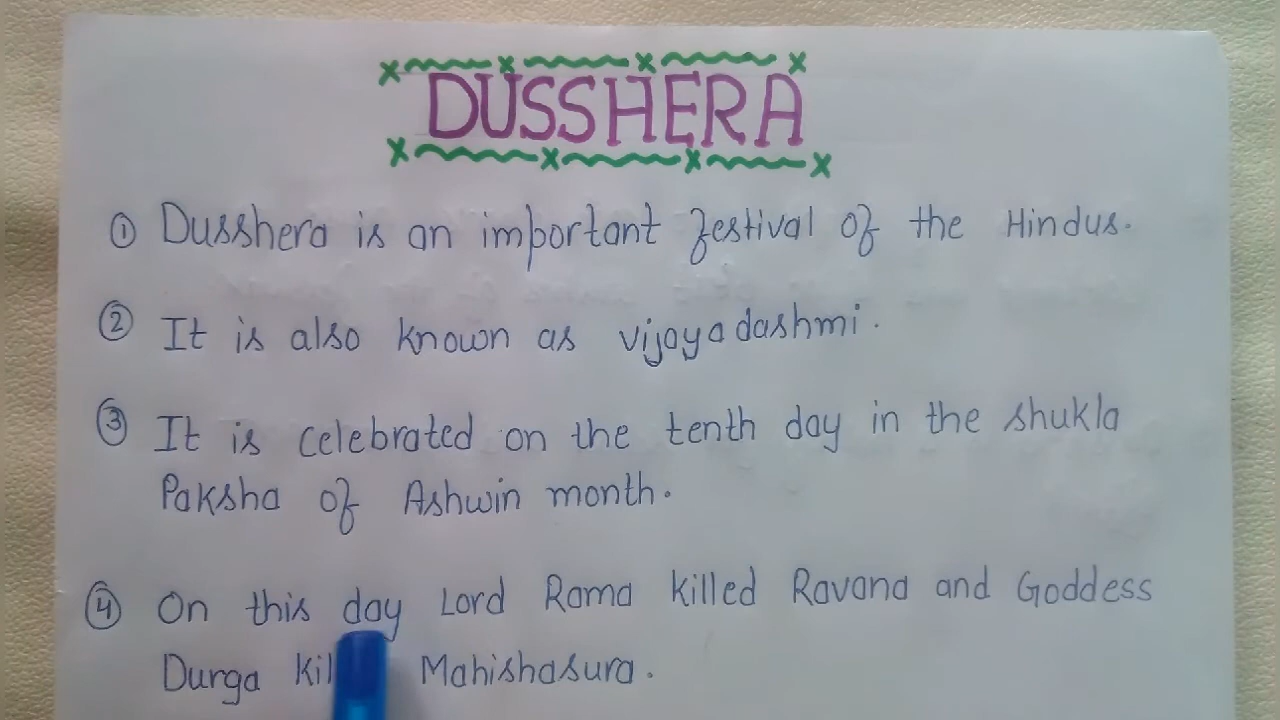 DUSSHERA
① Dusshera is an important festival of the Hindus.
② It is also known as vijayadashmi.
③ It is celebrated on the tenth day in the shukla
Paksha of Ashwin month.
④ On this day Lord Rama killed Ravana and Goddess
Durga Mahishasura.